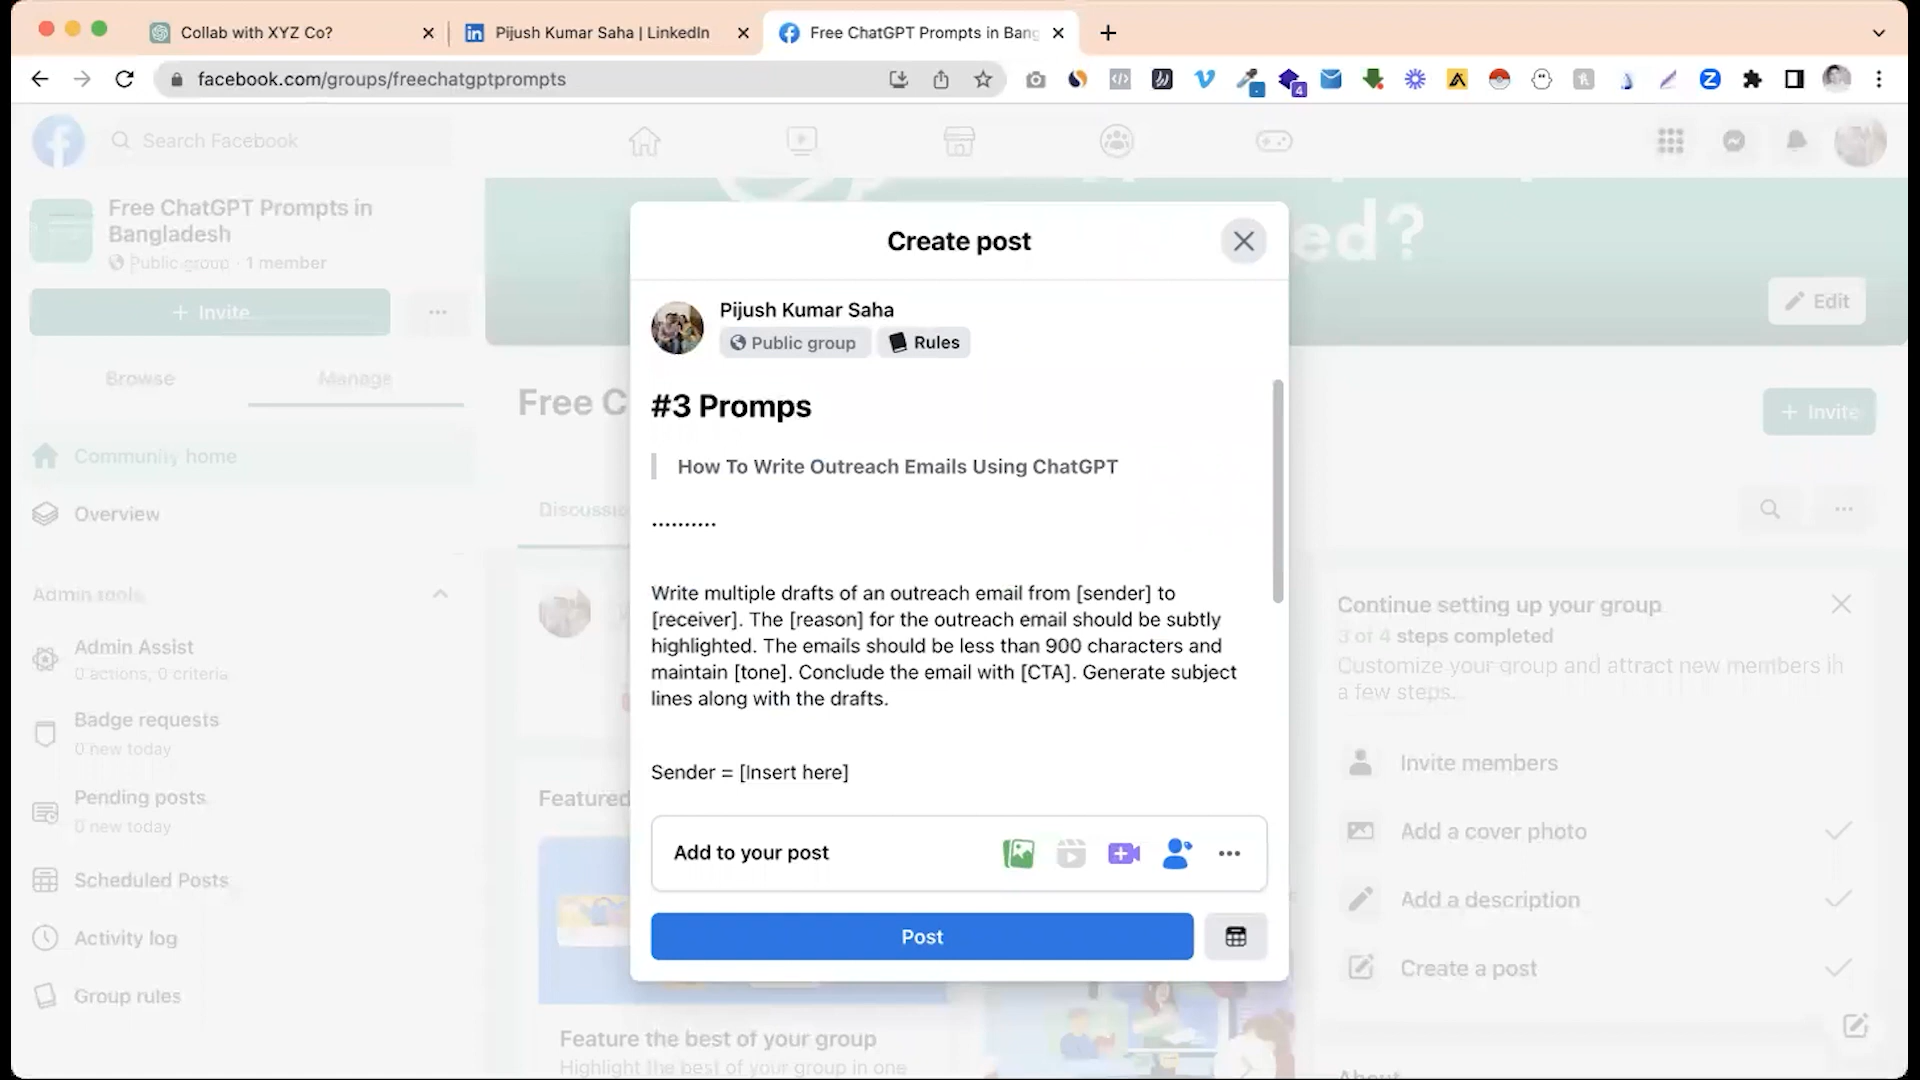 Collab with XYZ Co?
Pijush Kumar Saha | LinkedIn
Free ChatGPT Prompts in Bang
facebook.com/groups/freechatgptprompts
4
Search Facebook
Free ChatGPT Prompts in
Bangladesh
Public group · 1 member
+ Invite
Browse
Manage
Community home
Overview
Admin tools
Admin Assist
0 actions, 0 criteria
Badge requests
0 new today
Pending posts
0 new today
Scheduled Posts
Activity log
Group rules
ed?
Edit
Free C
+ Invite
Discussio
Featured
Feature the best of your group
Highlight the best of your group in one
Create post
Pijush Kumar Saha
Public group
Rules
#3 Promps
How To Write Outreach Emails Using ChatGPT
..........
Write multiple drafts of an outreach email from [sender] to
[receiver]. The [reason] for the outreach email should be subtly
highlighted. The emails should be less than 900 characters and
maintain [tone]. Conclude the email with [CTA]. Generate subject
lines along with the drafts.
Sender = [Insert here]
Add to your post
Post
Continue setting up your group
3 of 4 steps completed
Customize your group and attract new members in
a few steps.
Invite members
Add a cover photo
Add a description
Create a post
About